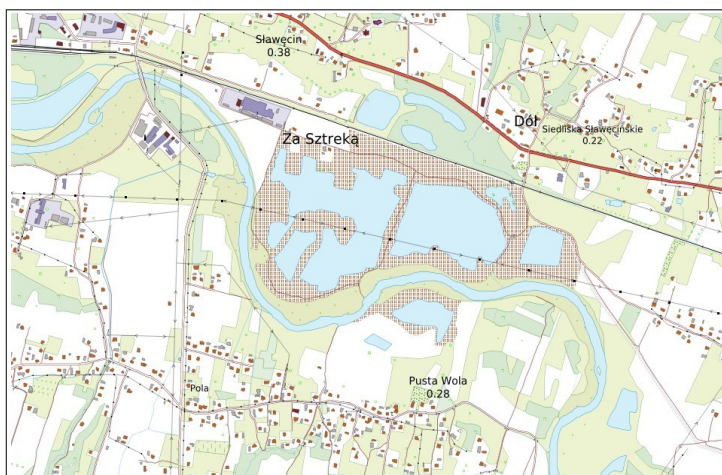 Sławęcin
0.38
Dół
Za Sztreką
Siedliska Sławęcińskie
0.22
Pusta Wola
0.28
Pola